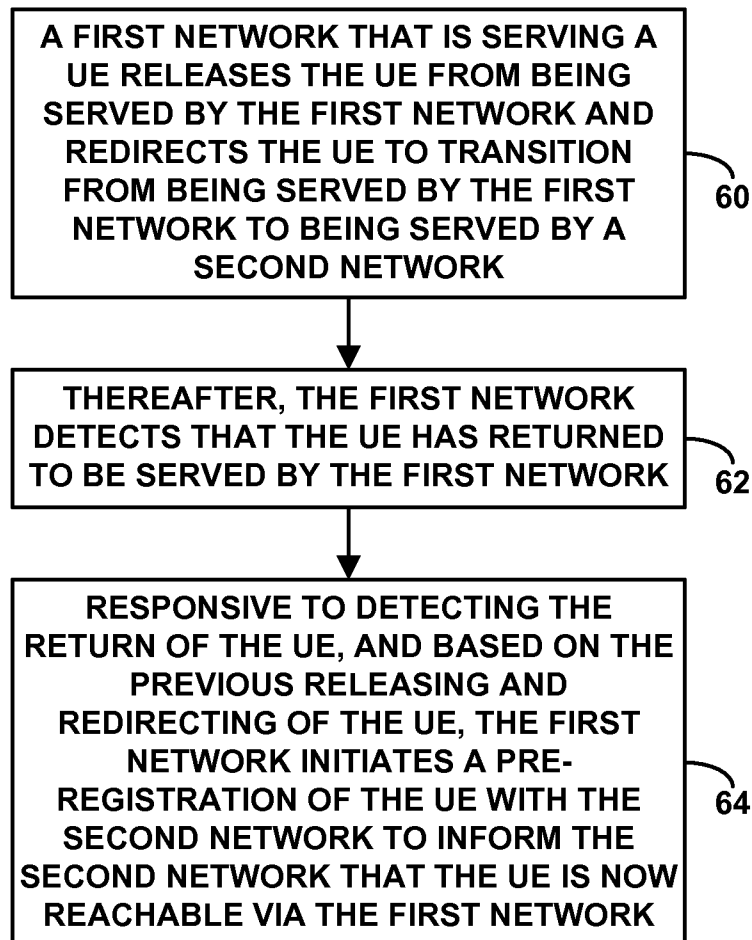 A FIRST NETWORK THAT IS SERVING A
UE RELEASES THE UE FROM BEING
SERVED BY THE FIRST NETWORK AND
REDIRECTS THE UE TO TRANSITION
FROM BEING SERVED BY THE FIRST
NETWORK TO BEING SERVED BY A
SECOND NETWORK
60
THEREAFTER, THE FIRST NETWORK
DETECTS THAT THE UE HAS RETURNED
TO BE SERVED BY THE FIRST NETWORK
62
RESPONSIVE TO DETECTING THE
RETURN OF THE UE, AND BASED ON THE
PREVIOUS RELEASING AND
REDIRECTING OF THE UE, THE FIRST
NETWORK INITIATES A PRE-
REGISTRATION OF THE UE WITH THE
SECOND NETWORK TO INFORM THE
SECOND NETWORK THAT THE UE IS NOW
REACHABLE VIA THE FIRST NETWORK
64